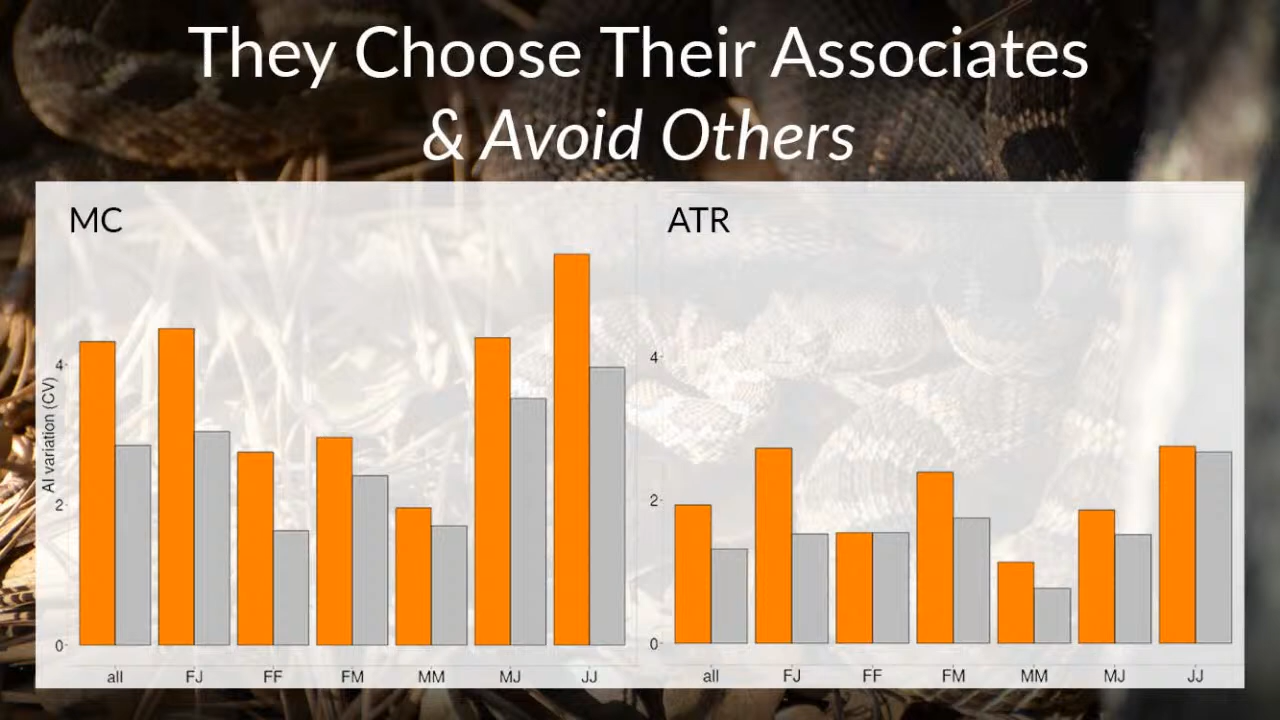 They Choose Their Associates
& Avoid Others
MC
ATR
AI variation (CV)
4
2
0
all FJ FF FM MM MJ JJ
4
2
0
all FJ FF FM MM MJ JJ